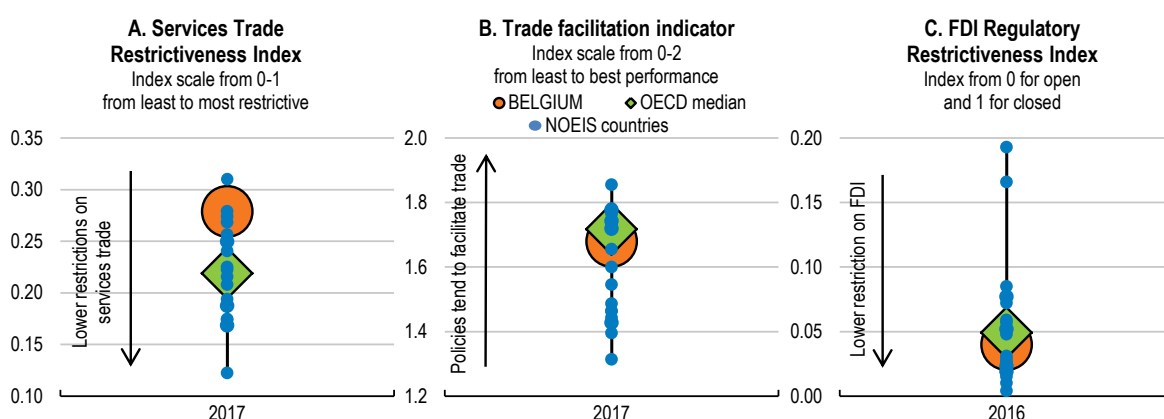 A. Services Trade
Restrictiveness Index
Index scale from 0-1
from least to most restrictive
0.35
0.30
0.25
0.20
0.15
0.10
Lower restrictions on
services trade
2017
B. Trade facilitation indicator
Index scale from 0-2
from least to best performance
BELGIUM
OECD median
NOEIS countries
2.0
1.8
1.6
1.4
1.2
Policies tend to facilitate trade
2017
C. FDI Regulatory
Restrictiveness Index
Index from 0 for open
and 1 for closed
0.20
0.15
0.10
0.05
0.00
Lower restriction on FDI
2016